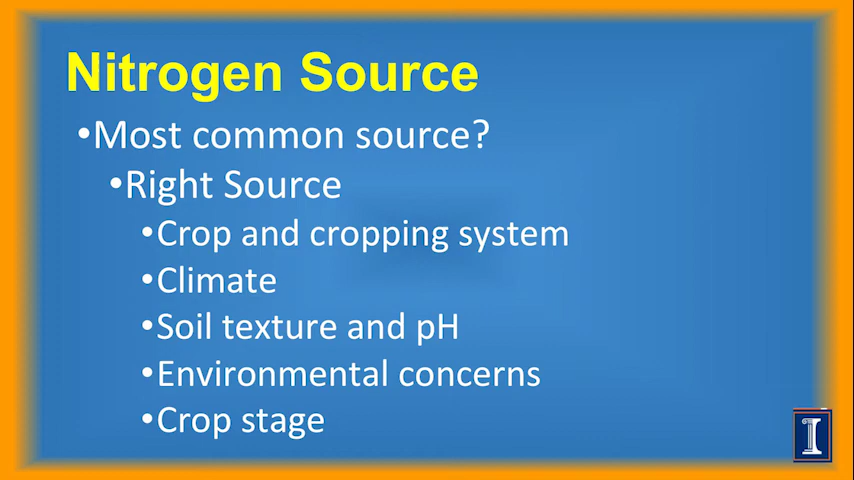 Nitrogen Source
•Most common source?
•Right Source
•Crop and cropping system
•Climate
•Soil texture and pH
•Environmental concerns
•Crop stage
I